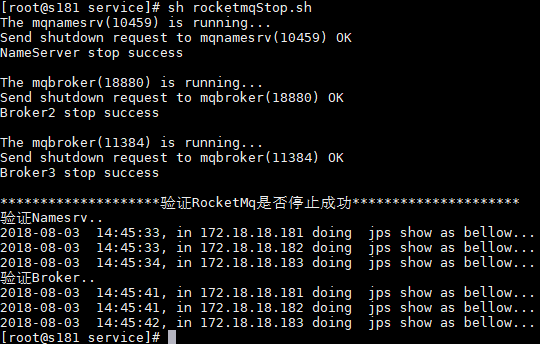 [root@s181 service]# sh rocketmqStop.sh
The mqnamesrv(10459) is running...
Send shutdown request to mqnamesrv(10459) OK
NameServer stop success
The mqbroker(18880) is running...
Send shutdown request to mqbroker(18880) OK
Broker2 stop success
The mqbroker(11384) is running...
Send shutdown request to mqbroker(11384) OK
Broker3 stop success
********************验证RocketMq是否停止成功*********************
验证Namesrv..
2018-08-03  14:45:33, in 172.18.18.181 doing  jps show as bellow...
2018-08-03  14:45:33, in 172.18.18.182 doing  jps show as bellow...
2018-08-03  14:45:34, in 172.18.18.183 doing  jps show as bellow...
验证Broker..
2018-08-03  14:45:41, in 172.18.18.181 doing  jps show as bellow...
2018-08-03  14:45:41, in 172.18.18.182 doing  jps show as bellow...
2018-08-03  14:45:42, in 172.18.18.183 doing  jps show as bellow...
[root@s181 service]#